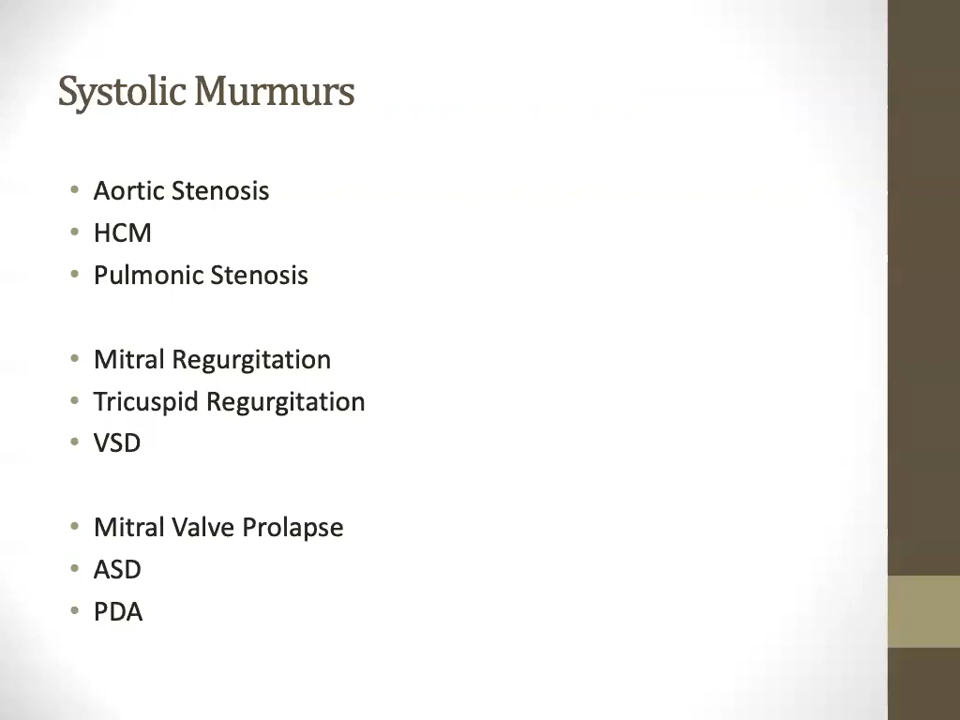 Systolic Murmurs
• Aortic Stenosis
• HCM
• Pulmonic Stenosis
• Mitral Regurgitation
• Tricuspid Regurgitation
• VSD
• Mitral Valve Prolapse
• ASD
• PDA